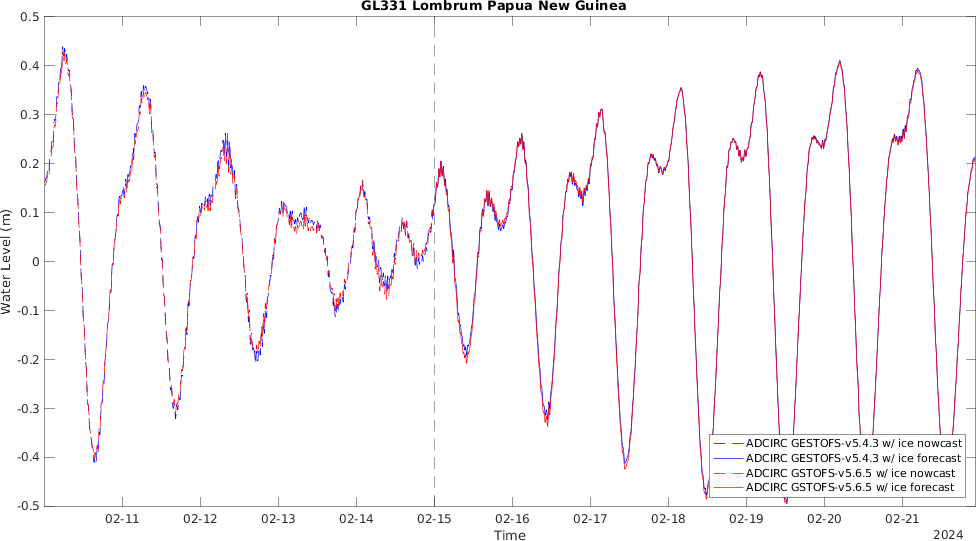 GL331 Lombrum Papua New Guinea
0.5
0.4
0.3
0.2
0.1
0
-0.1
-0.2
-0.3
-0.4
-0.5
Water Level (m)
ADCIRC GESTOFS-v5.4.3 w/ ice nowcast
ADCIRC GESTOFS-v5.4.3 w/ ice forecast
ADCIRC GSTOFS-v5.6.5 w/ ice nowcast
ADCIRC GSTOFS-v5.6.5 w/ ice forecast
02-11 02-12 02-13 02-14 02-15 02-16 02-17 02-18 02-19 02-20 02-21
Time
2024